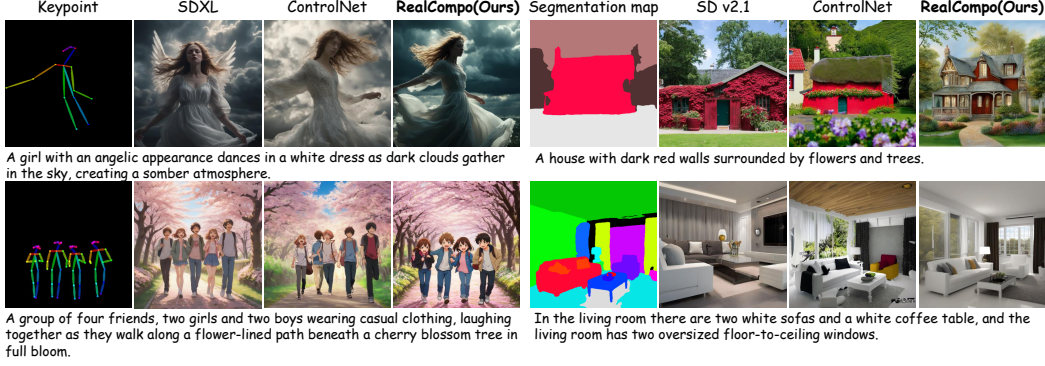 Keypoint SDXL ControlNet RealCompo(Ours) Segmentation map SD v2.1 ControlNet RealCompo(Ours)
A girl with an angelic appearance dances in a white dress as dark clouds gather
in the sky, creating a somber atmosphere.
A house with dark red walls surrounded by flowers and trees.
A group of four friends, two girls and two boys wearing casual clothing, laughing
together as they walk along a flower-lined path beneath a cherry blossom tree in
full bloom.
In the living room there are two white sofas and a white coffee table, and the
living room has two oversized floor-to-ceiling windows.